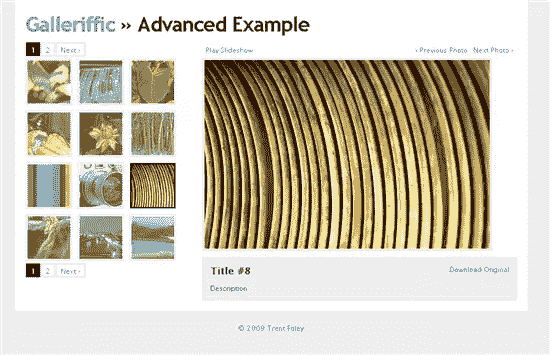 Galleriffic » Advanced Example
1 2 Next ›
Play Slideshow ‹ Previous Photo Next Photo ›
1 2 Next ›
Title #8 Download Original
Description
© 2009 Trent Foley